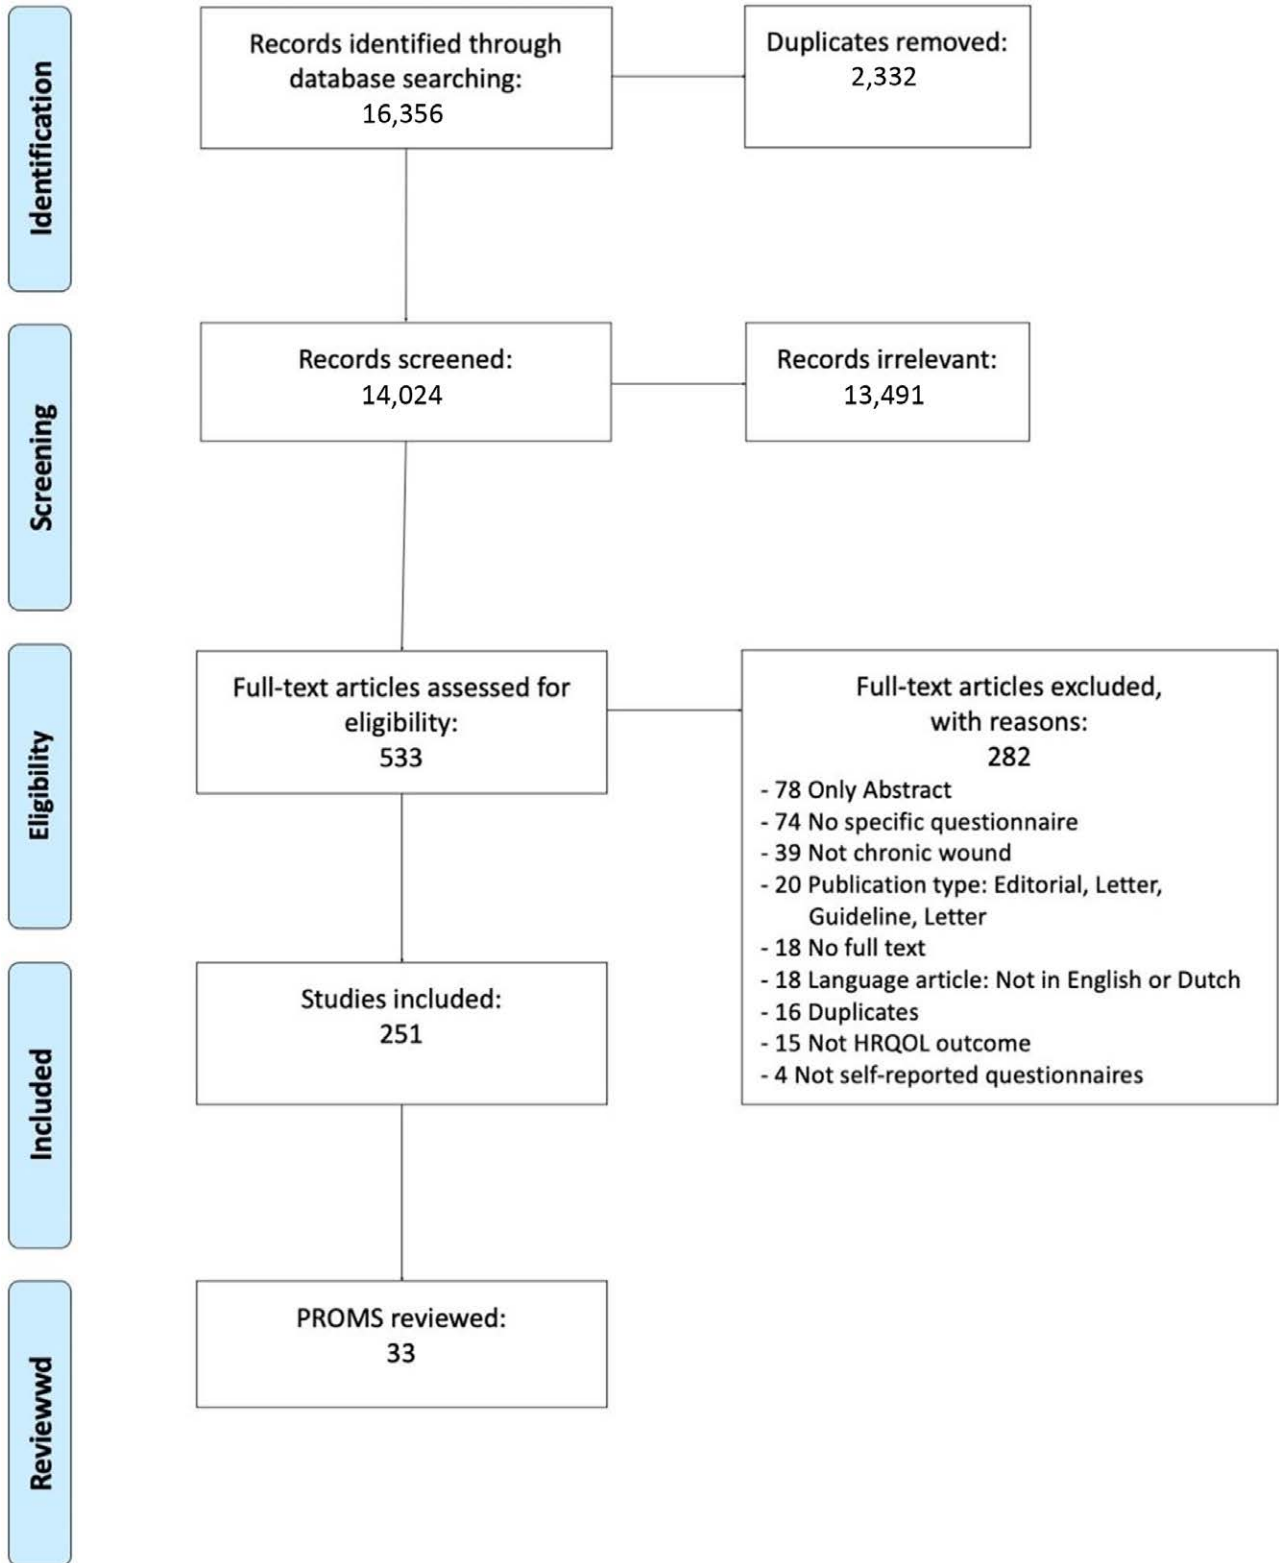 Identification
Records identified through
database searching:
16,356
Duplicates removed:
2,332
Screening
Records screened:
14,024
Records irrelevant:
13,491
Eligibility
Full-text articles assessed for
eligibility:
533
Full-text articles excluded,
with reasons:
282
- 78 Only Abstract
- 74 No specific questionnaire
- 39 Not chronic wound
- 20 Publication type: Editorial, Letter,
Guideline, Letter
- 18 No full text
- 18 Language article: Not in English or Dutch
- 16 Duplicates
- 15 Not HRQOL outcome
- 4 Not self-reported questionnaires
Included
Studies included:
251
Reviewwd
PROMS reviewed:
33